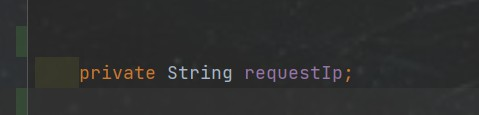 private String requestIp;